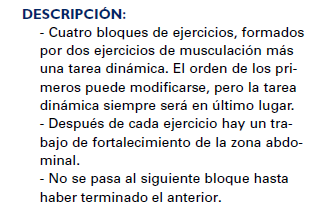 DESCRIPCIÓN:
- Cuatro bloques de ejercicios, formados
por dos ejercicios de musculación más
una tarea dinámica. El orden de los pri-
meros puede modificarse, pero la tarea
dinámica siempre será en último lugar.
- Después de cada ejercicio hay un tra-
bajo de fortalecimiento de la zona abdo-
minal.
- No se pasa al siguiente bloque hasta
haber terminado el anterior.